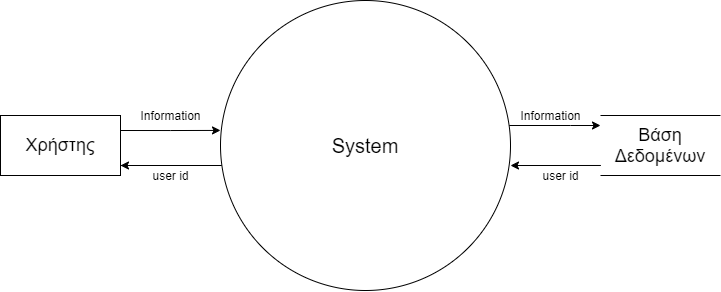 Information
Χρήστης
user id
System
Information
Βάση
Δεδομένων
user id